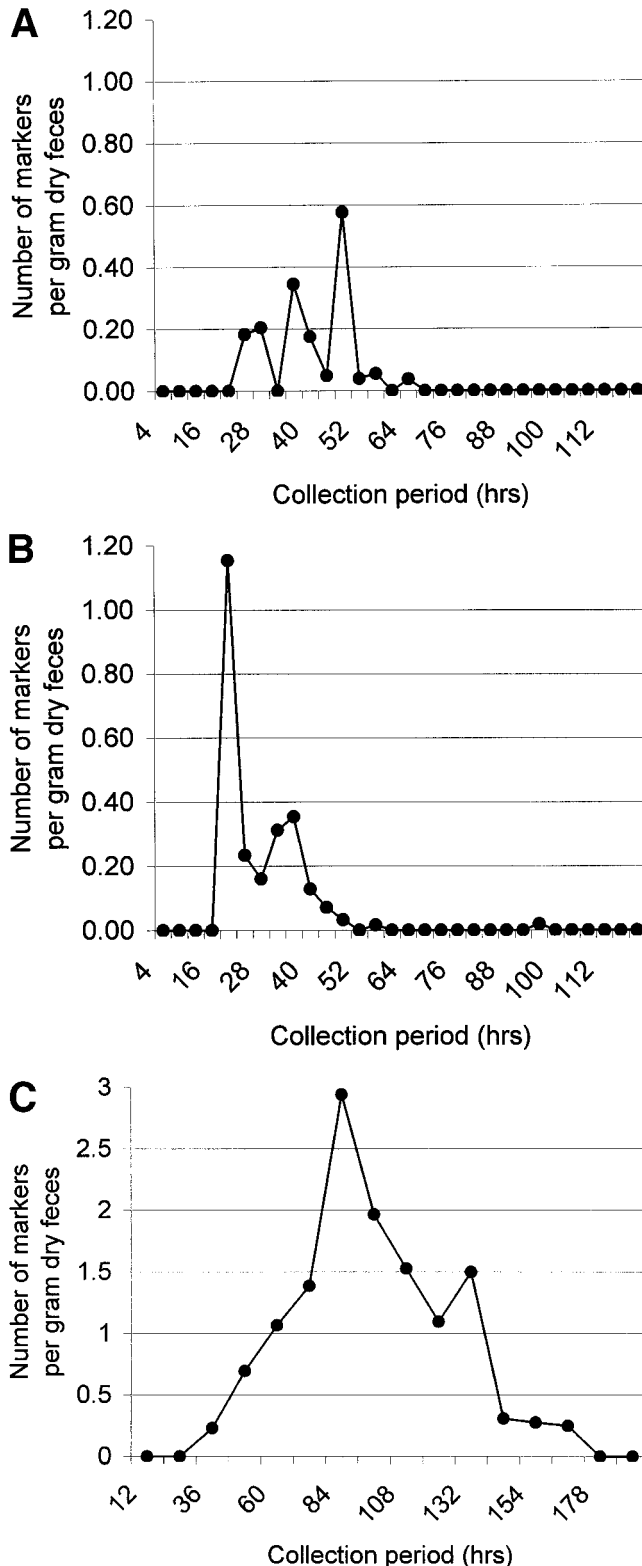 A
Number of markers
per gram dry feces
1.20
1.00
0.80
0.60
0.40
0.20
0.00
4 16 28 40 52 64 76 88 100 112
Collection period (hrs)
B
Number of markers
per gram dry feces
1.20
1.00
0.80
0.60
0.40
0.20
0.00
4 16 28 40 52 64 76 88 100 112
Collection period (hrs)
C
Number of markers
per gram dry feces
3
2.5
2
1.5
1
0.5
0
12 36 60 84 108 132 154 178
Collection period (hrs)